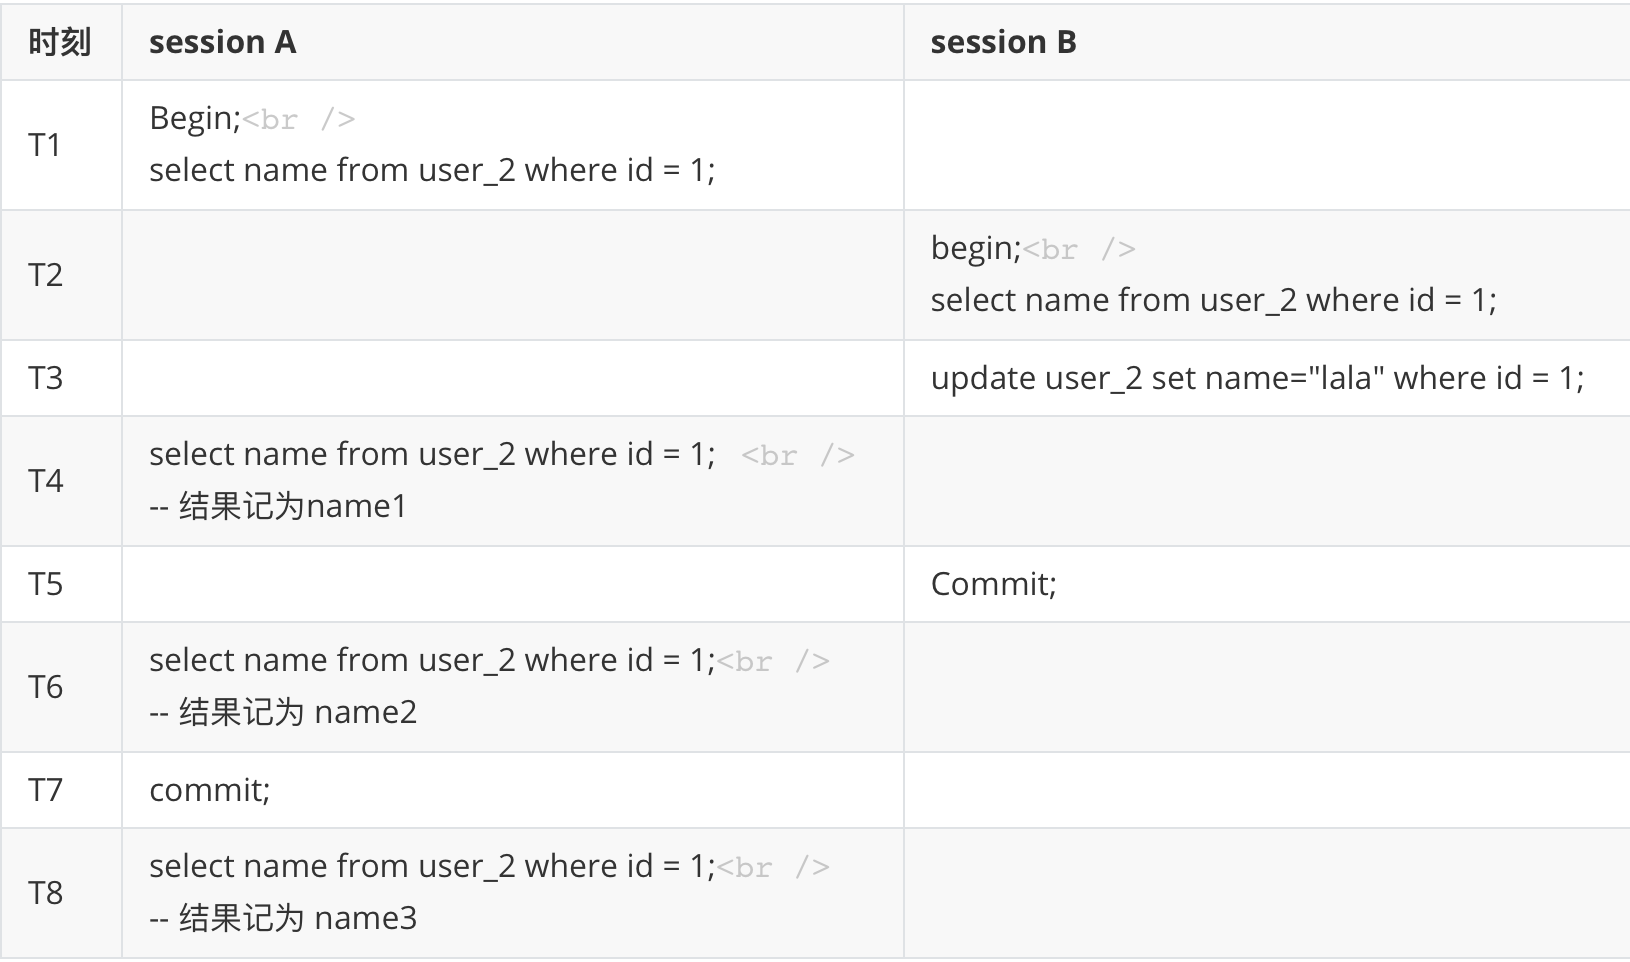 时刻 session A session B
Begin;<br />
T1
select name from user_2 where id = 1;
begin;<br />
T2
select name from user_2 where id = 1;
T3 update user_2 set name="lala" where id = 1;
select name from user_2 where id = 1; <br />
T4
-- 结果记为name1
T5 Commit;
select name from user_2 where id = 1;<br />
T6
-- 结果记为 name2
T7 commit;
select name from user_2 where id = 1;<br />
T8
-- 结果记为 name3